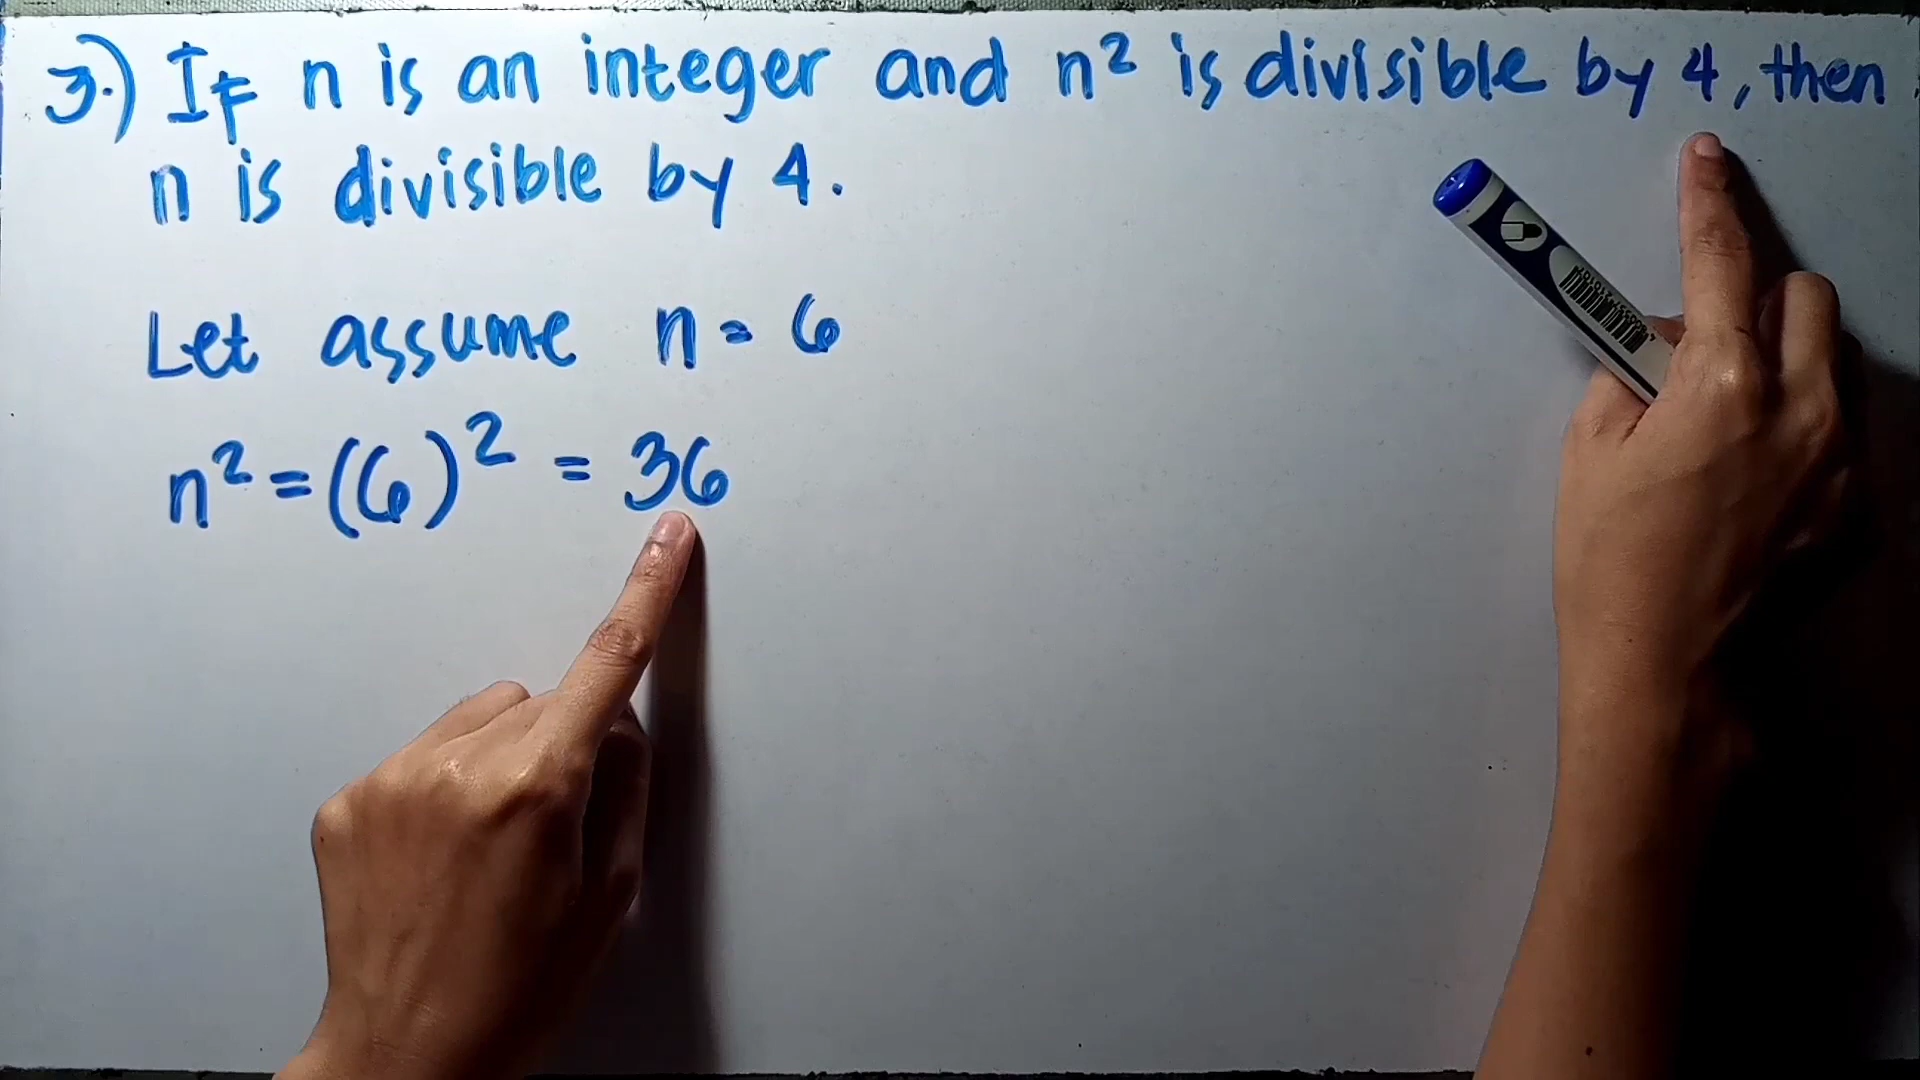 3.) If n is an integer and n² is divisible by 4, then
n is divisible by 4.
Let assume n = 6
n² = (6)² = 36